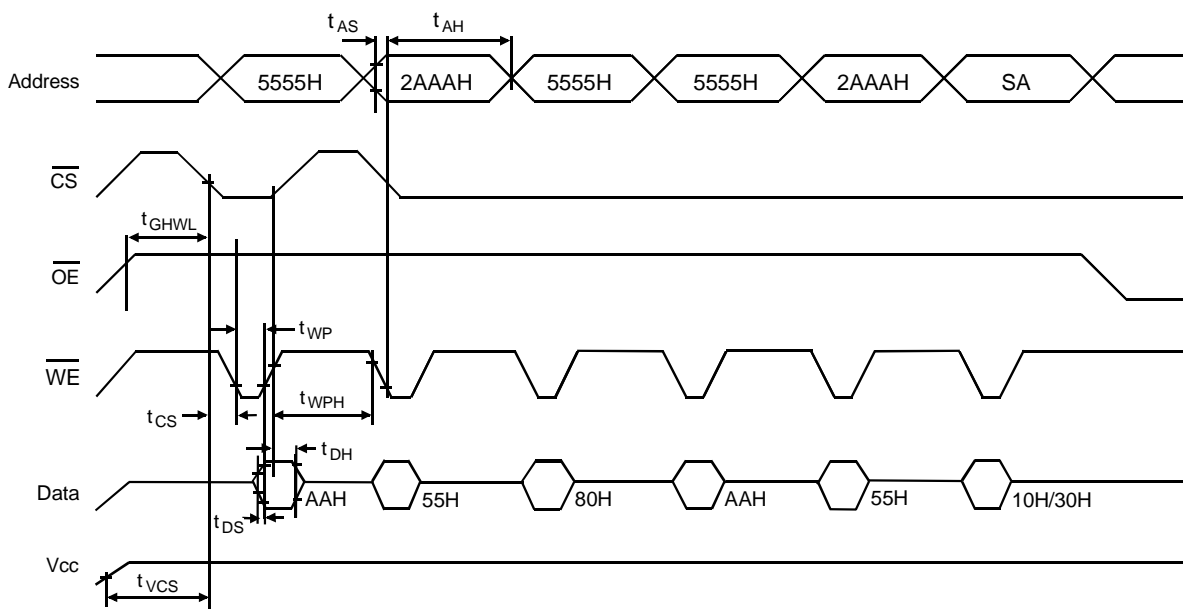 tAS tAH
Address 5555H 2AAAH 5555H 5555H 2AAAH SA
CS
tGHWL
OE
tWP
WE
tWPH
tCS
tDH
Data AAH 55H 80H AAH 55H 10H/30H
tDS
Vcc
tVCS